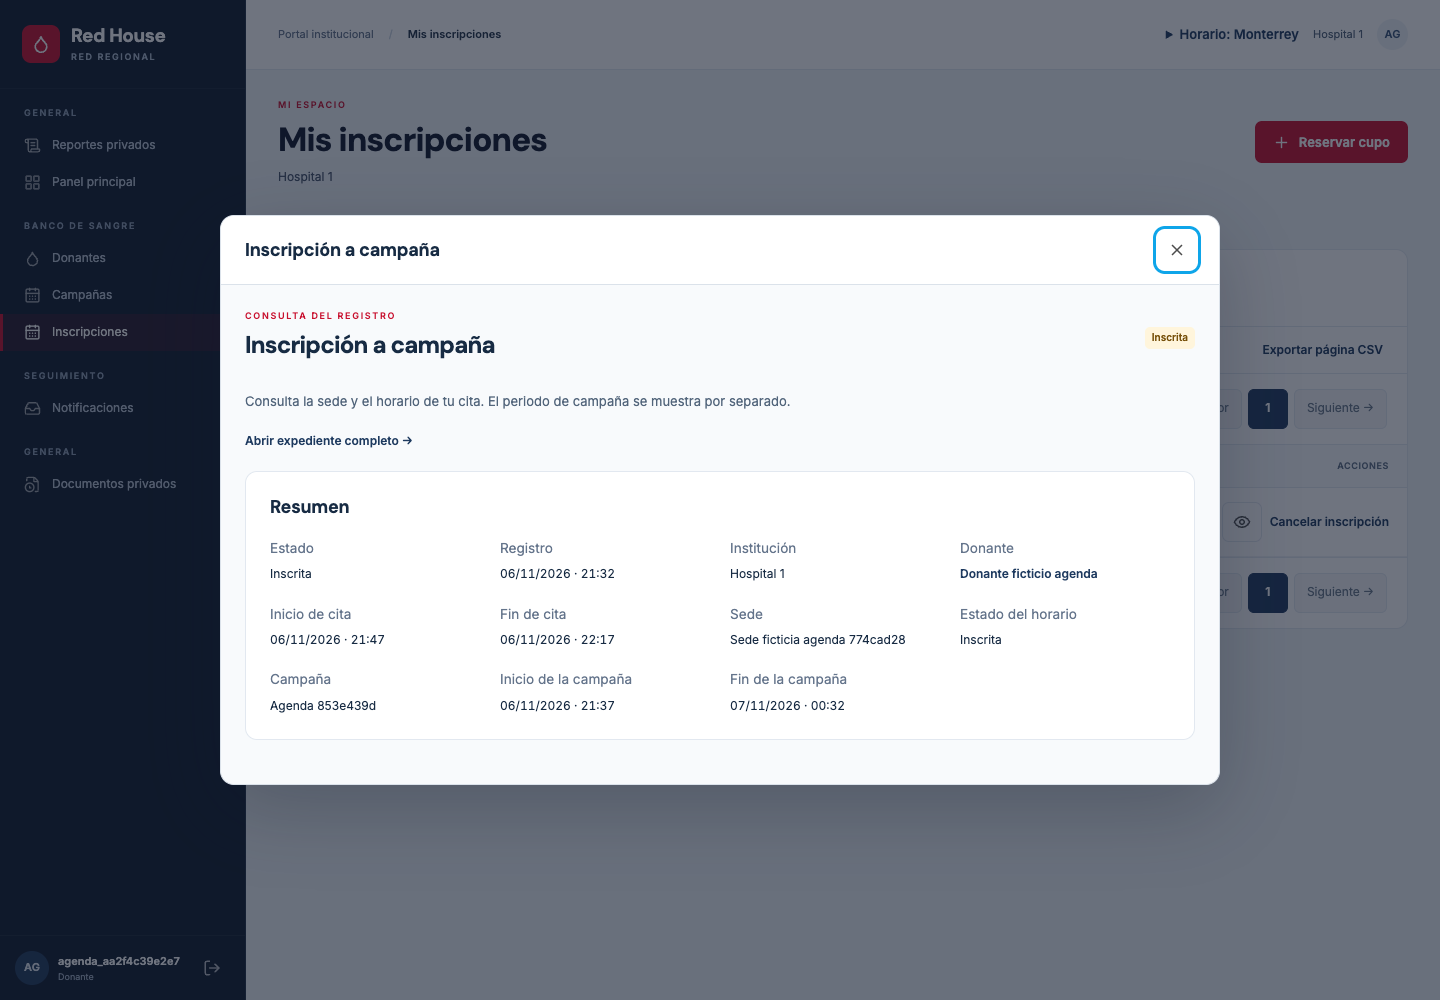 Red House
RED REGIONAL
Portal institucional / Mis inscripciones
Horario: Monterrey
Hospital 1
AG
GENERAL
Reportes privados
Panel principal
BANCO DE SANGRE
Donantes
Campañas
Inscripciones
SEGUIMIENTO
Notificaciones
GENERAL
Documentos privados
AG
agenda_aa2f4c39e2e7
Donante
MI ESPACIO
Mis inscripciones
Hospital 1
Reservar cupo
Exportar página CSV
1
Siguiente →
ACCIONES
Cancelar inscripción
1
Siguiente →
Inscripción a campaña
CONSULTA DEL REGISTRO
Inscripción a campaña
Inscrita
Consulta la sede y el horario de tu cita. El periodo de campaña se muestra por separado.
Abrir expediente completo →
Resumen
Estado
Inscrita
Registro
06/11/2026 · 21:32
Institución
Hospital 1
Donante
Donante ficticio agenda
Inicio de cita
06/11/2026 · 21:47
Fin de cita
06/11/2026 · 22:17
Sede
Sede ficticia agenda 774cad28
Estado del horario
Inscrita
Campaña
Agenda 853e439d
Inicio de la campaña
06/11/2026 · 21:37
Fin de la campaña
07/11/2026 · 00:32